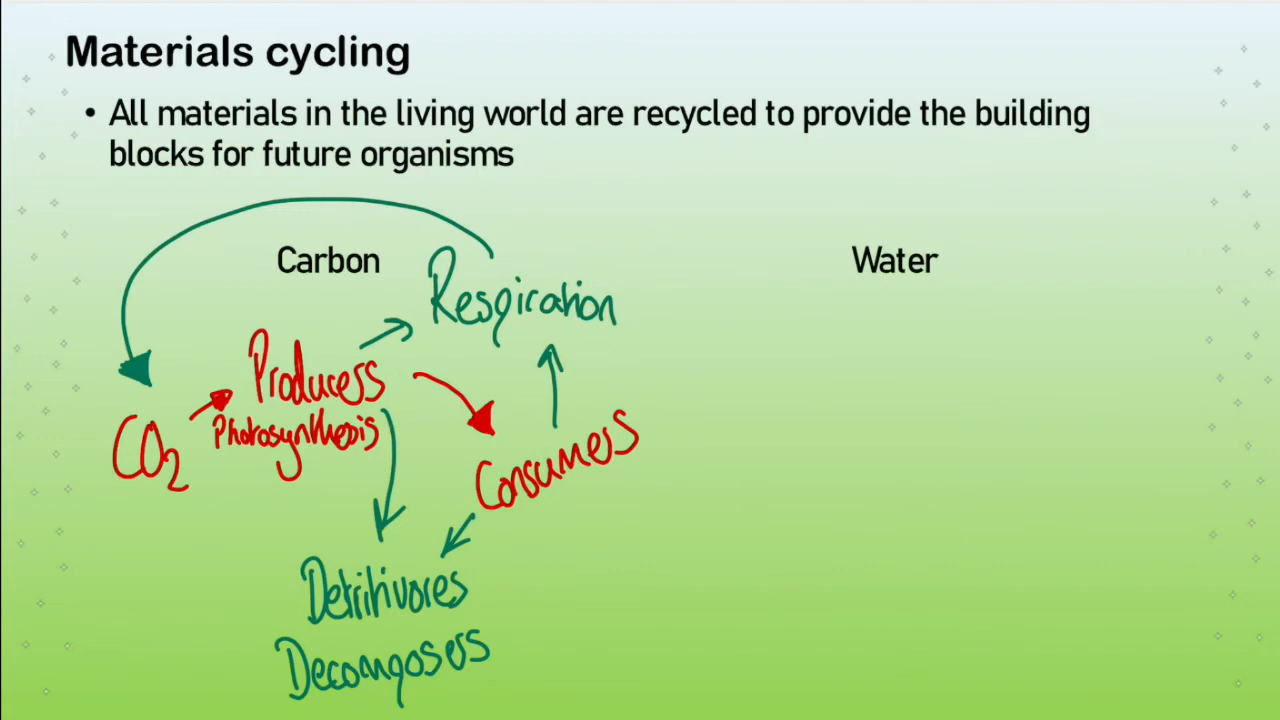 Materials cycling
• All materials in the living world are recycled to provide the building
blocks for future organisms
Carbon
Water
Respiration
Producers
Photosynthesis
CO₂
Consumers
Detritivores
Decomposers